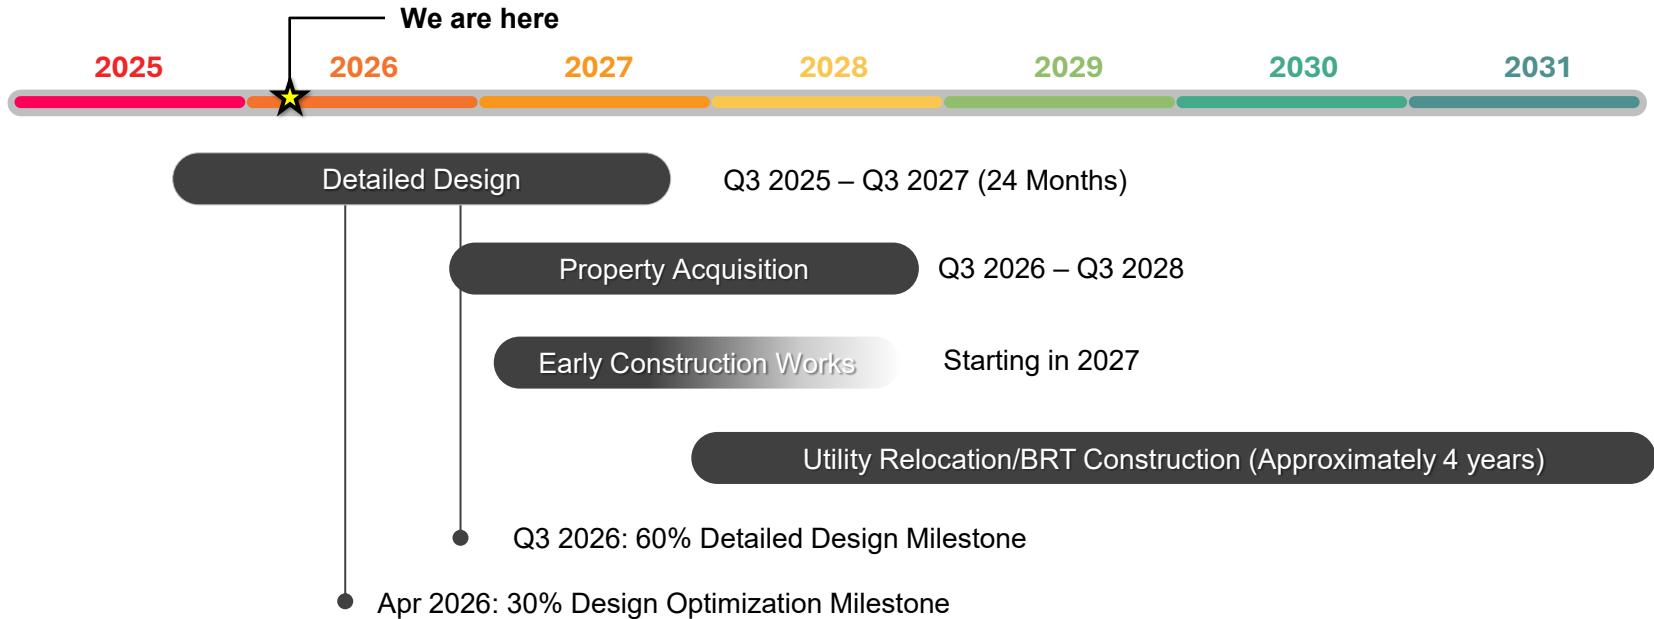 We are here
2025 2026 2027 2028 2029 2030 2031
Detailed Design Q3 2025 – Q3 2027 (24 Months)
Property Acquisition Q3 2026 – Q3 2028
Early Construction Works Starting in 2027
Utility Relocation/BRT Construction (Approximately 4 years)
Q3 2026: 60% Detailed Design Milestone
Apr 2026: 30% Design Optimization Milestone